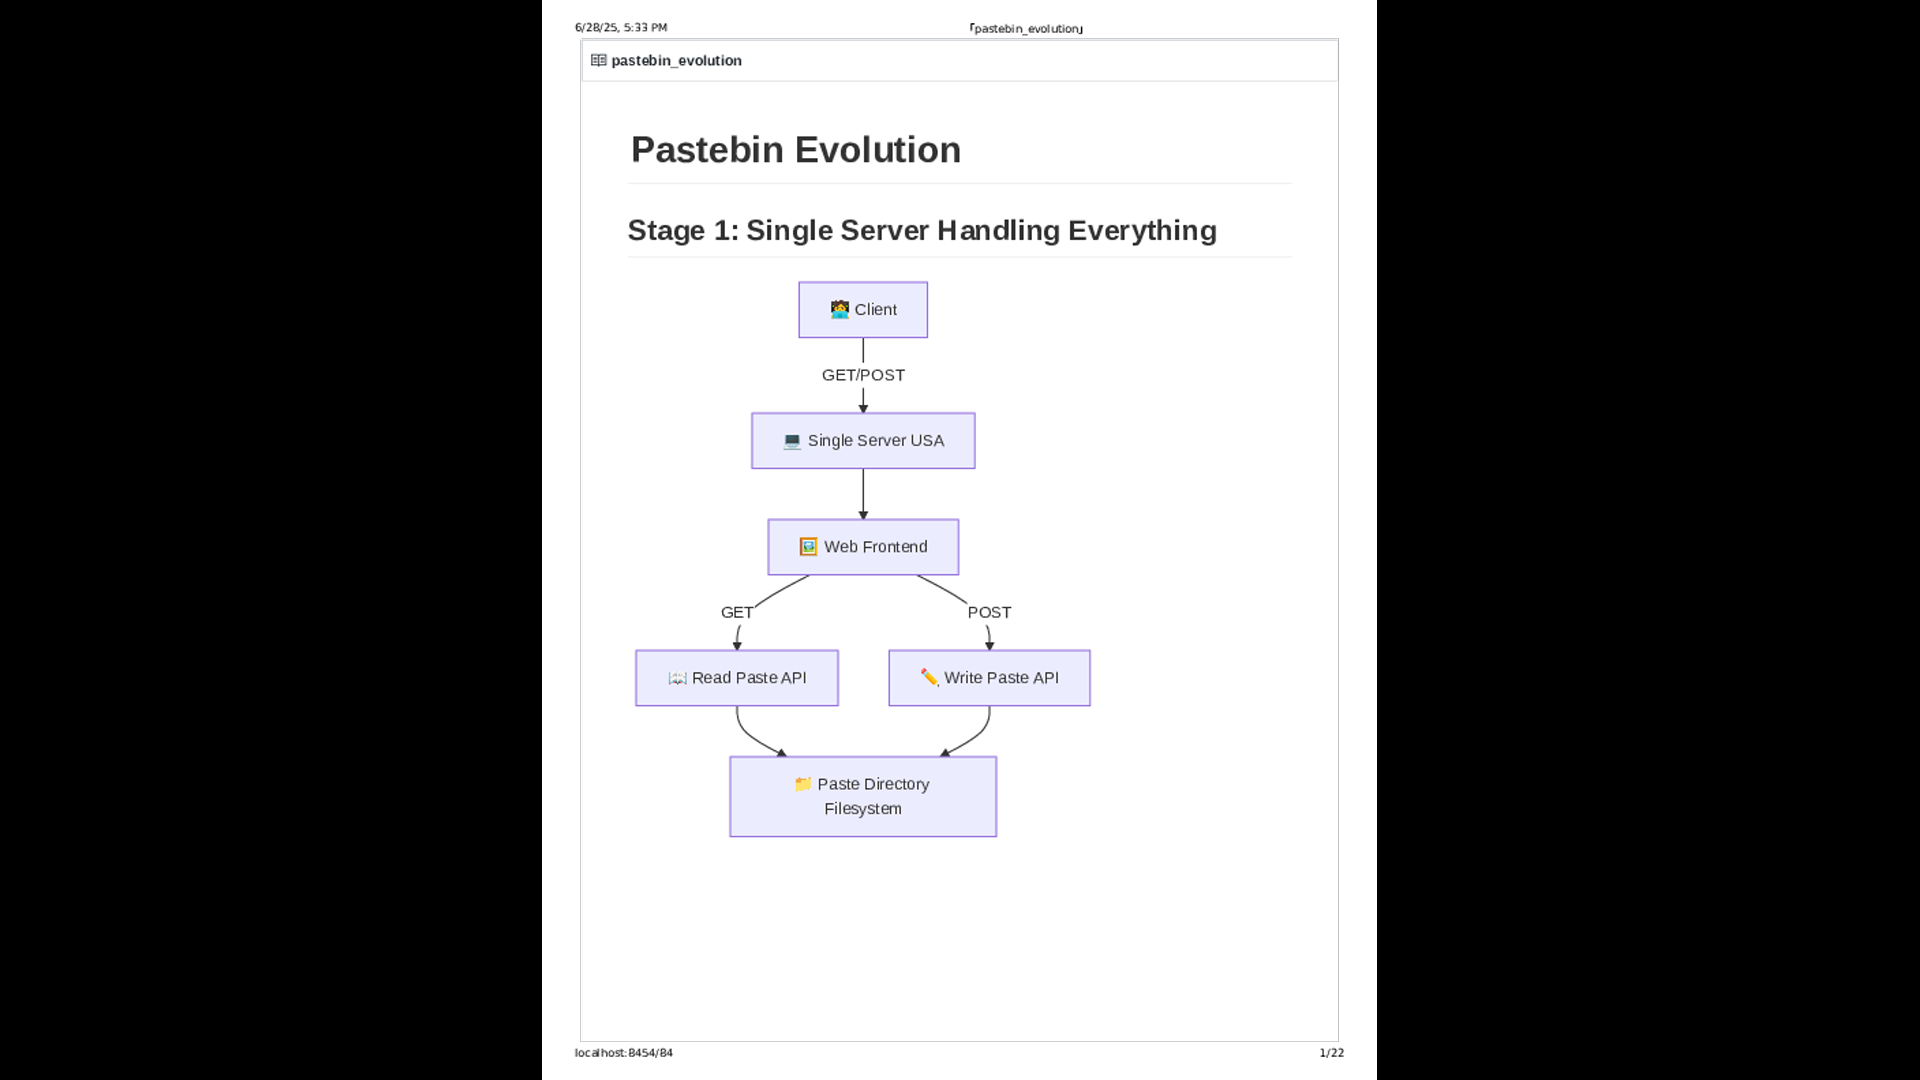 6/28/25, 5:33 PM
「pastebin_evolution」
pastebin_evolution
Pastebin Evolution
Stage 1: Single Server Handling Everything
Client
GET/POST
Single Server USA
Web Frontend
GET
POST
Read Paste API
Write Paste API
Paste Directory
Filesystem
localhost:8454/84
1/22